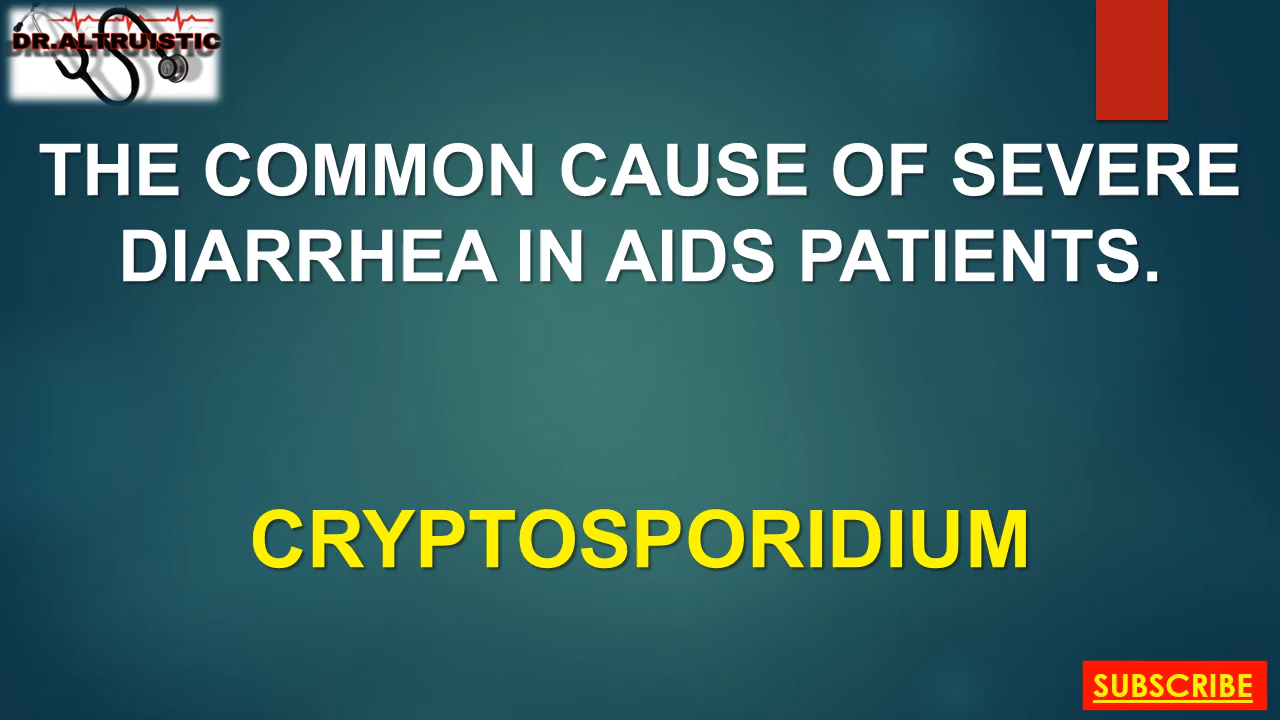 DR.ALTRUISTIC
THE COMMON CAUSE OF SEVERE
DIARRHEA IN AIDS PATIENTS.
CRYPTOSPORIDIUM
SUBSCRIBE